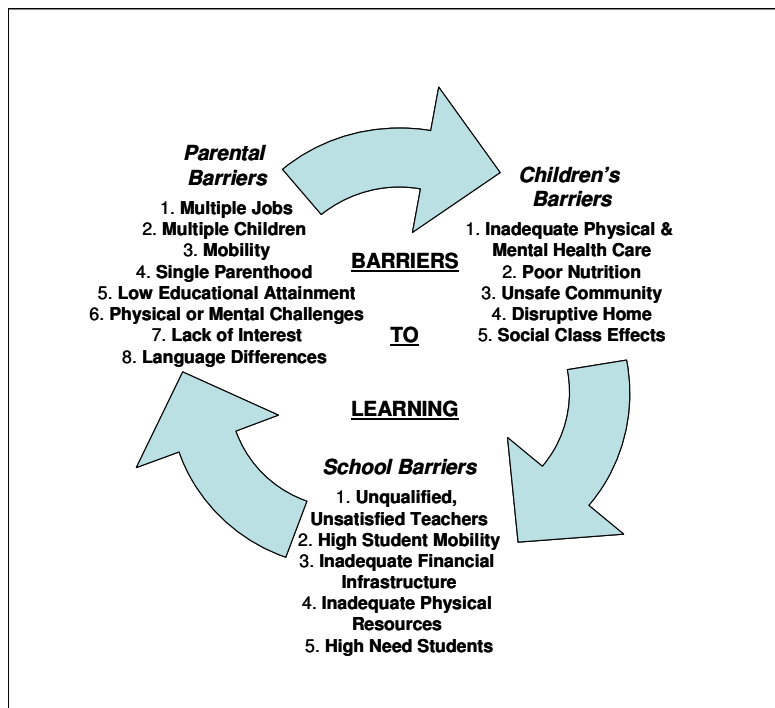 Parental
Barriers
1. Multiple Jobs
2. Multiple Children
3. Mobility
4. Single Parenthood
5. Low Educational Attainment
6. Physical or Mental Challenges
7. Lack of Interest
8. Language Differences
Children's
Barriers
1. Inadequate Physical &
Mental Health Care
2. Poor Nutrition
3. Unsafe Community
4. Disruptive Home
5. Social Class Effects
BARRIERS
TO
LEARNING
School Barriers
1. Unqualified,
Unsatisfied Teachers
2. High Student Mobility
3. Inadequate Financial
Infrastructure
4. Inadequate Physical
Resources
5. High Need Students